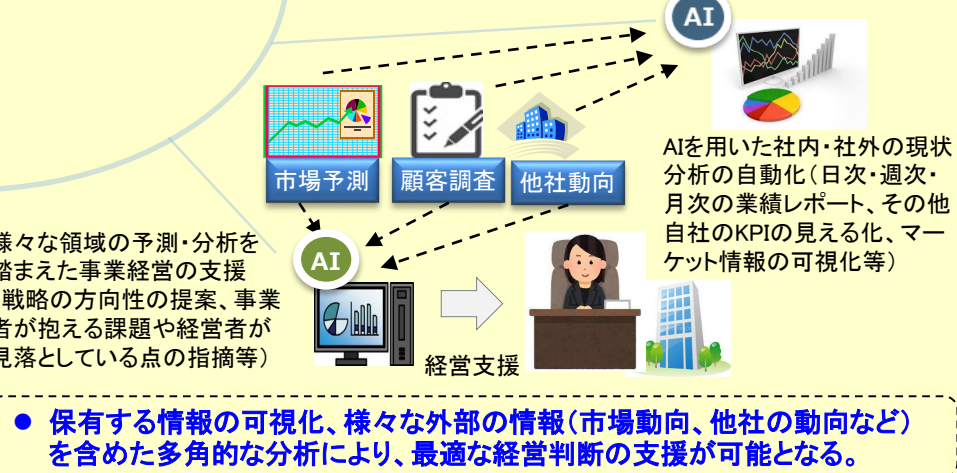 AI
市場予測
顧客調査
他社動向
AIを用いた社内・社外の現状
分析の自動化（日次・週次・
月次の業績レポート、その他
自社のKPIの見える化、マー
ケット情報の可視化等）
様々な領域の予測・分析を
踏まえた事業経営の支援
戦略の方向性の提案、事業
者が抱える課題や経営者が
見落としている点の指摘等）
AI
経営支援
● 保有する情報の可視化、様々な外部の情報（市場動向、他社の動向など）
を含めた多角的な分析により、最適な経営判断の支援が可能となる。